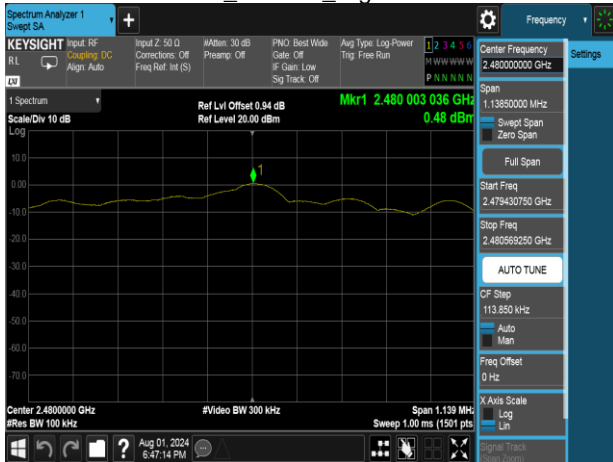 Spectrum Analyzer 1
Swept SA
+
Frequency
KEYSIGHT
Input: RF
Coupling: DC
Align: Auto
RL
LXI
Input Z: 50 Ω
Corrections: Off
Freq Ref: Int (S)
#Atten: 30 dB
Preamp: Off
PNO: Best Wide
Gate: Off
IF Gain: Low
Sig Track: Off
Avg Type: Log-Power
Trig: Free Run
1 2 3 4 5 6
M W W W W W
P N N N N N
Settings
Center Frequency
2.480000000 GHz
Span
1.13850000 MHz
Swept Span
Zero Span
Full Span
Start Freq
2.479430750 GHz
Stop Freq
2.480569250 GHz
AUTO TUNE
CF Step
113.850 kHz
Auto
Man
Freq Offset
0 Hz
X Axis Scale
Log
Lin
Signal Track
(Span Zoom)
1 Spectrum
Scale/Div 10 dB
Log
Ref Lvl Offset 0.94 dB
Ref Level 20.00 dBm
Mkr1 2.480 003 036 GHz
0.48 dBm
1
10.0
0.00
-10.0
-20.0
-30.0
-40.0
-50.0
-60.0
-70.0
Center 2.4800000 GHz
#Res BW 100 kHz
#Video BW 300 kHz
Span 1.139 MHz
Sweep 1.00 ms (1501 pts
?
Aug 01, 2024
6:47:14 PM